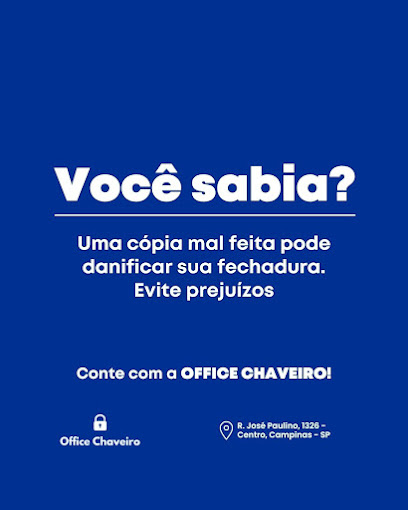 Você sabia?
Uma cópia mal feita pode
danificar sua fechadura.
Evite prejuízos
Conte com a OFFICE CHAVEIRO!
Office Chaveiro
R. José Paulino, 1326 -
Centro, Campinas - SP